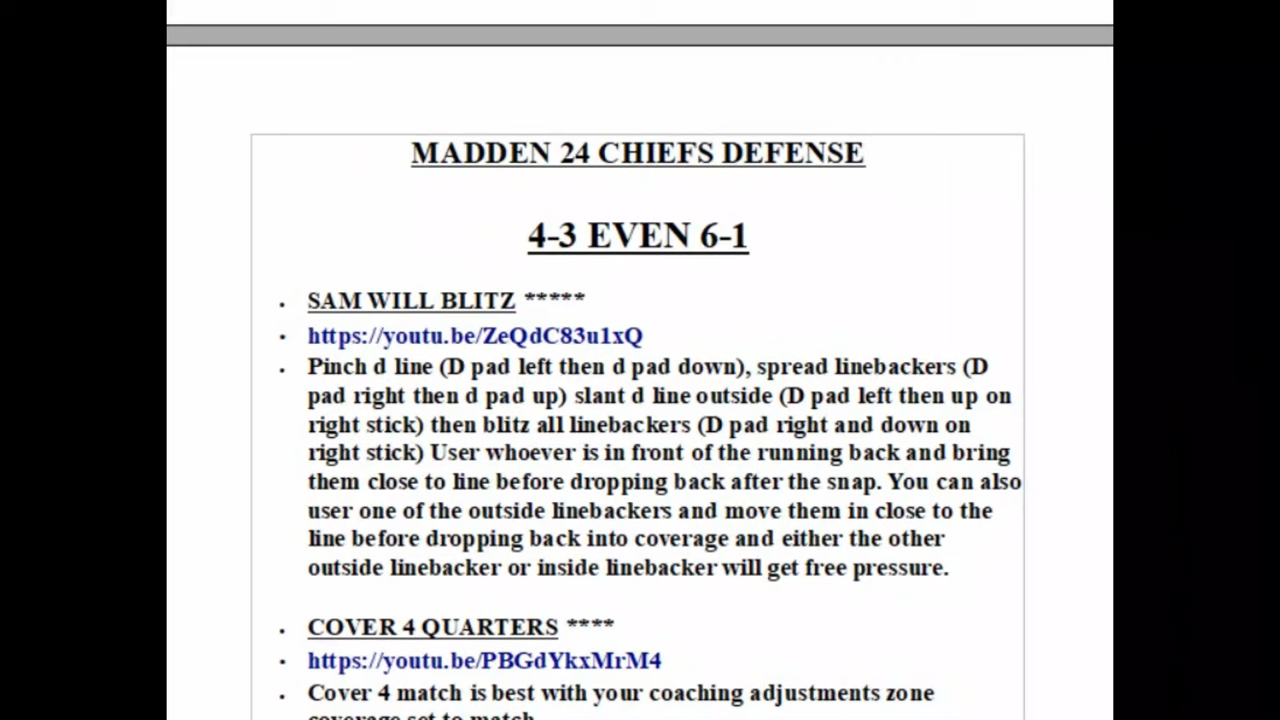 MADDEN 24 CHIEFS DEFENSE
4-3 EVEN 6-1
• SAM WILL BLITZ *****
• https://youtu.be/ZeQdC83u1xQ
• Pinch d line (D pad left then d pad down), spread linebackers (D
pad right then d pad up) slant d line outside (D pad left then up on
right stick) then blitz all linebackers (D pad right and down on
right stick) User whoever is in front of the running back and bring
them close to line before dropping back after the snap. You can also
user one of the outside linebackers and move them in close to the
line before dropping back into coverage and either the other
outside linebacker or inside linebacker will get free pressure.
• COVER 4 QUARTERS ****
• https://youtu.be/PBGdYkxMrM4
• Cover 4 match is best with your coaching adjustments zone
coverage set to match.